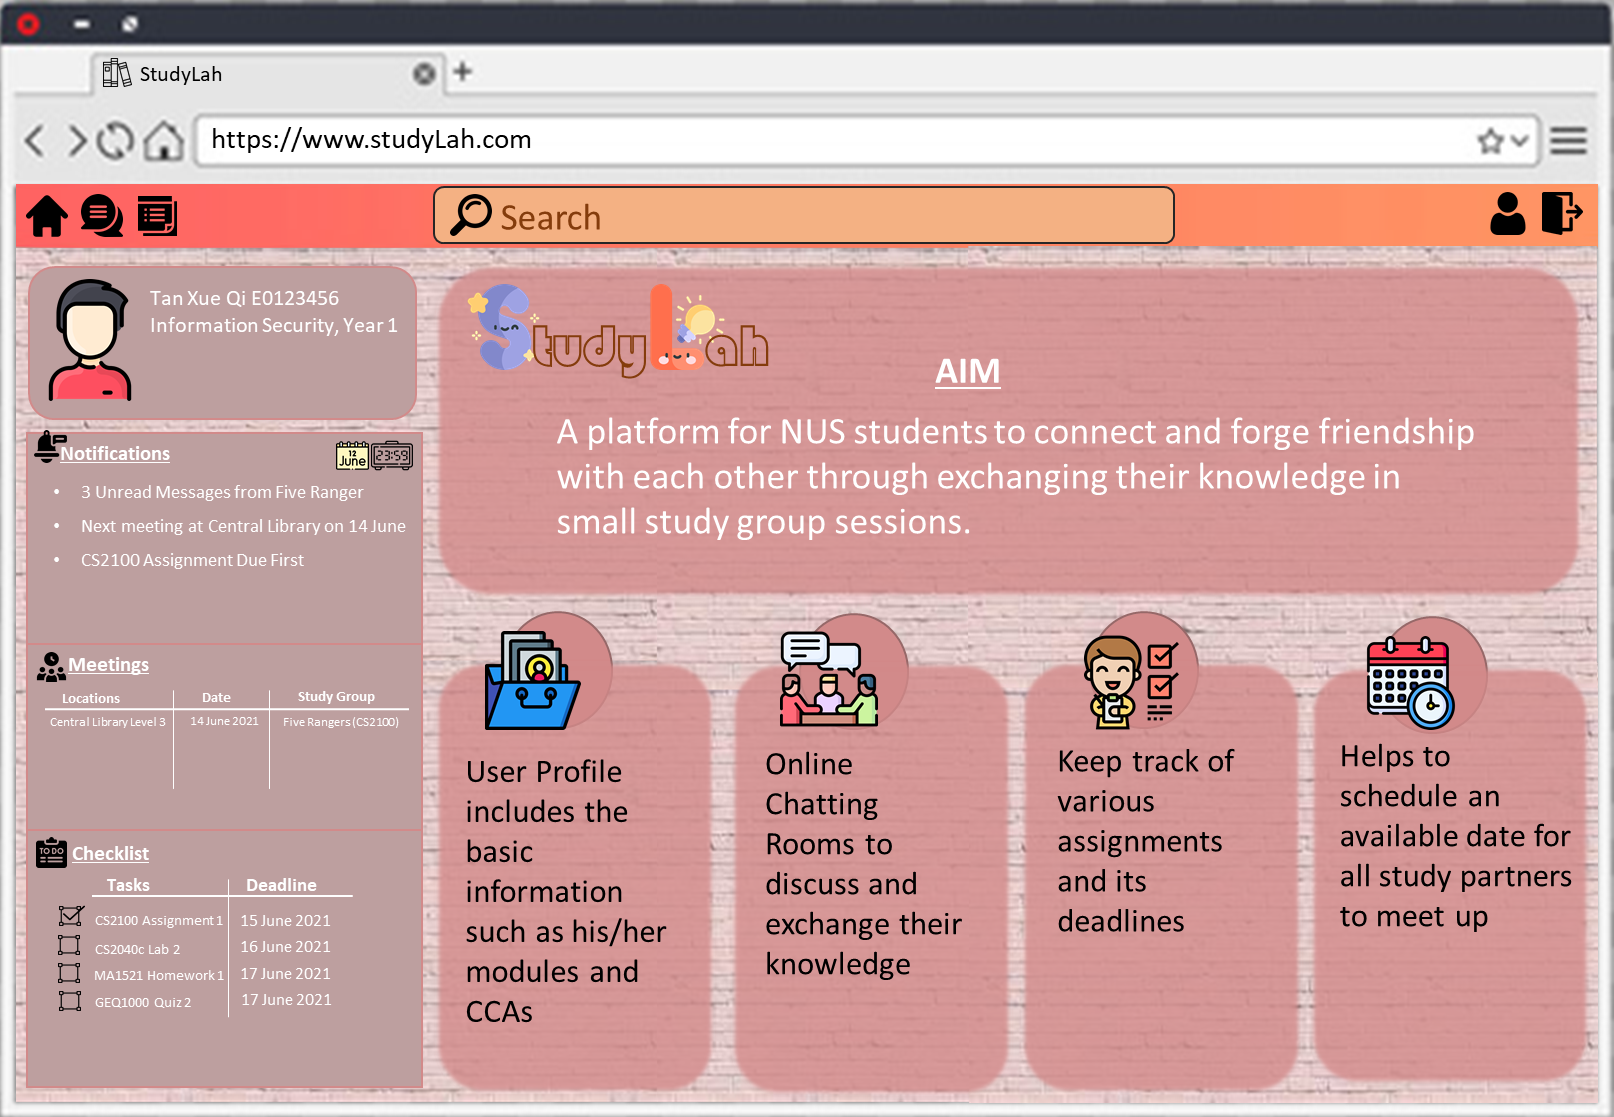 StudyLah
https://www.studyLah.com
Search
Tan Xue Qi E0123456
Information Security, Year 1
Notifications
12
June
23:59
• 3 Unread Messages from Five Ranger
• Next meeting at Central Library on 14 June
• CS2100 Assignment Due First
Meetings
Locations Date Study Group
Central Library Level 3 14 June 2021 Five Rangers (CS2100)
TO DO
Checklist
Tasks Deadline
CS2100 Assignment 1 15 June 2021
CS2040c Lab 2 16 June 2021
MA1521 Homework 1 17 June 2021
GEQ1000 Quiz 2 17 June 2021
StudyLah
AIM
A platform for NUS students to connect and forge friendship
with each other through exchanging their knowledge in
small study group sessions.
User Profile
includes the
basic
information
such as his/her
modules and
CCAs
Online
Chatting
Rooms to
discuss and
exchange their
knowledge
Keep track of
various
assignments
and its
deadlines
Helps to
schedule an
available date for
all study partners
to meet up